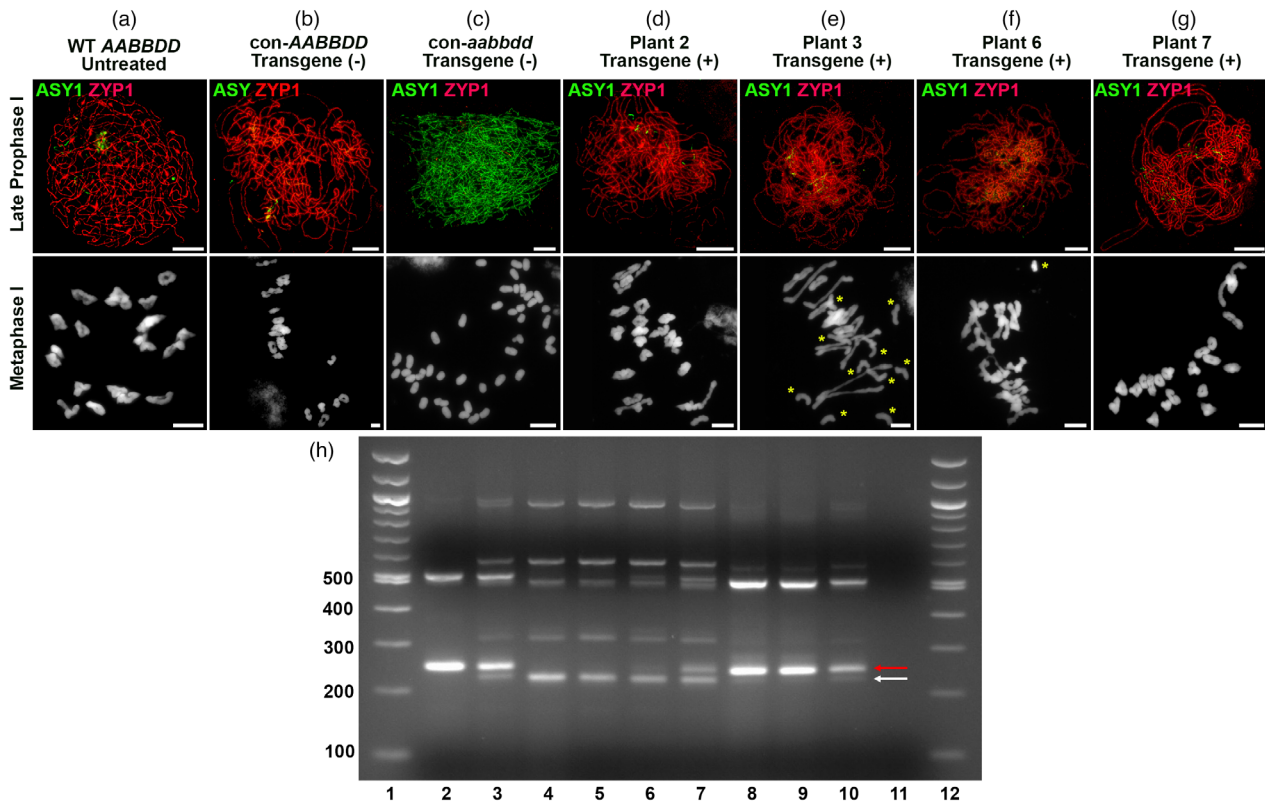 (a) (b) (c) (d) (e) (f) (g)
WT AABBDD con-AABBDD con-aabbdd Plant 2 Plant 3 Plant 6 Plant 7
Untreated Transgene (-) Transgene (-) Transgene (+) Transgene (+) Transgene (+) Transgene (+)
Late Prophase I
ASY1 ZYP1 ASY ZYP1 ASY1 ZYP1 ASY1 ZYP1 ASY1 ZYP1 ASY1 ZYP1 ASY1 ZYP1
Metaphase I
* * * * * * * * * *
(h)
500
400
300
200
100
1 2 3 4 5 6 7 8 9 10 11 12